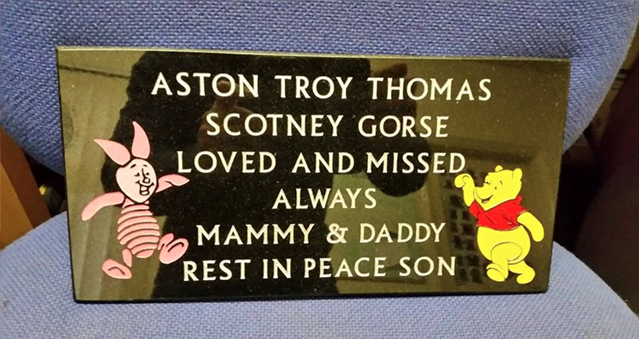 ASTON TROY THOMAS
SCOTNEY GORSE
LOVED AND MISSED
ALWAYS
MAMMY & DADDY
REST IN PEACE SON